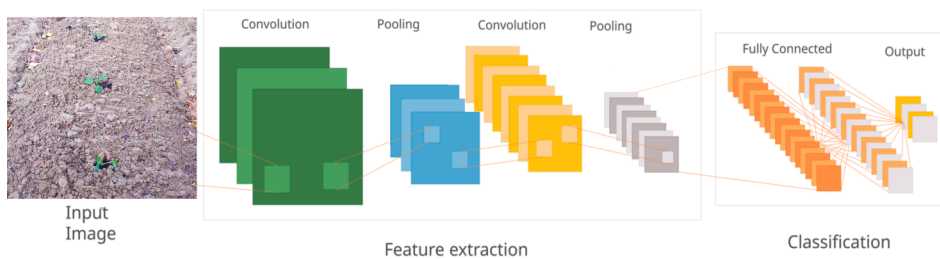 Convolution
Pooling
Convolution
Pooling
Fully Connected
Output
Input
Image
Feature extraction
Classification